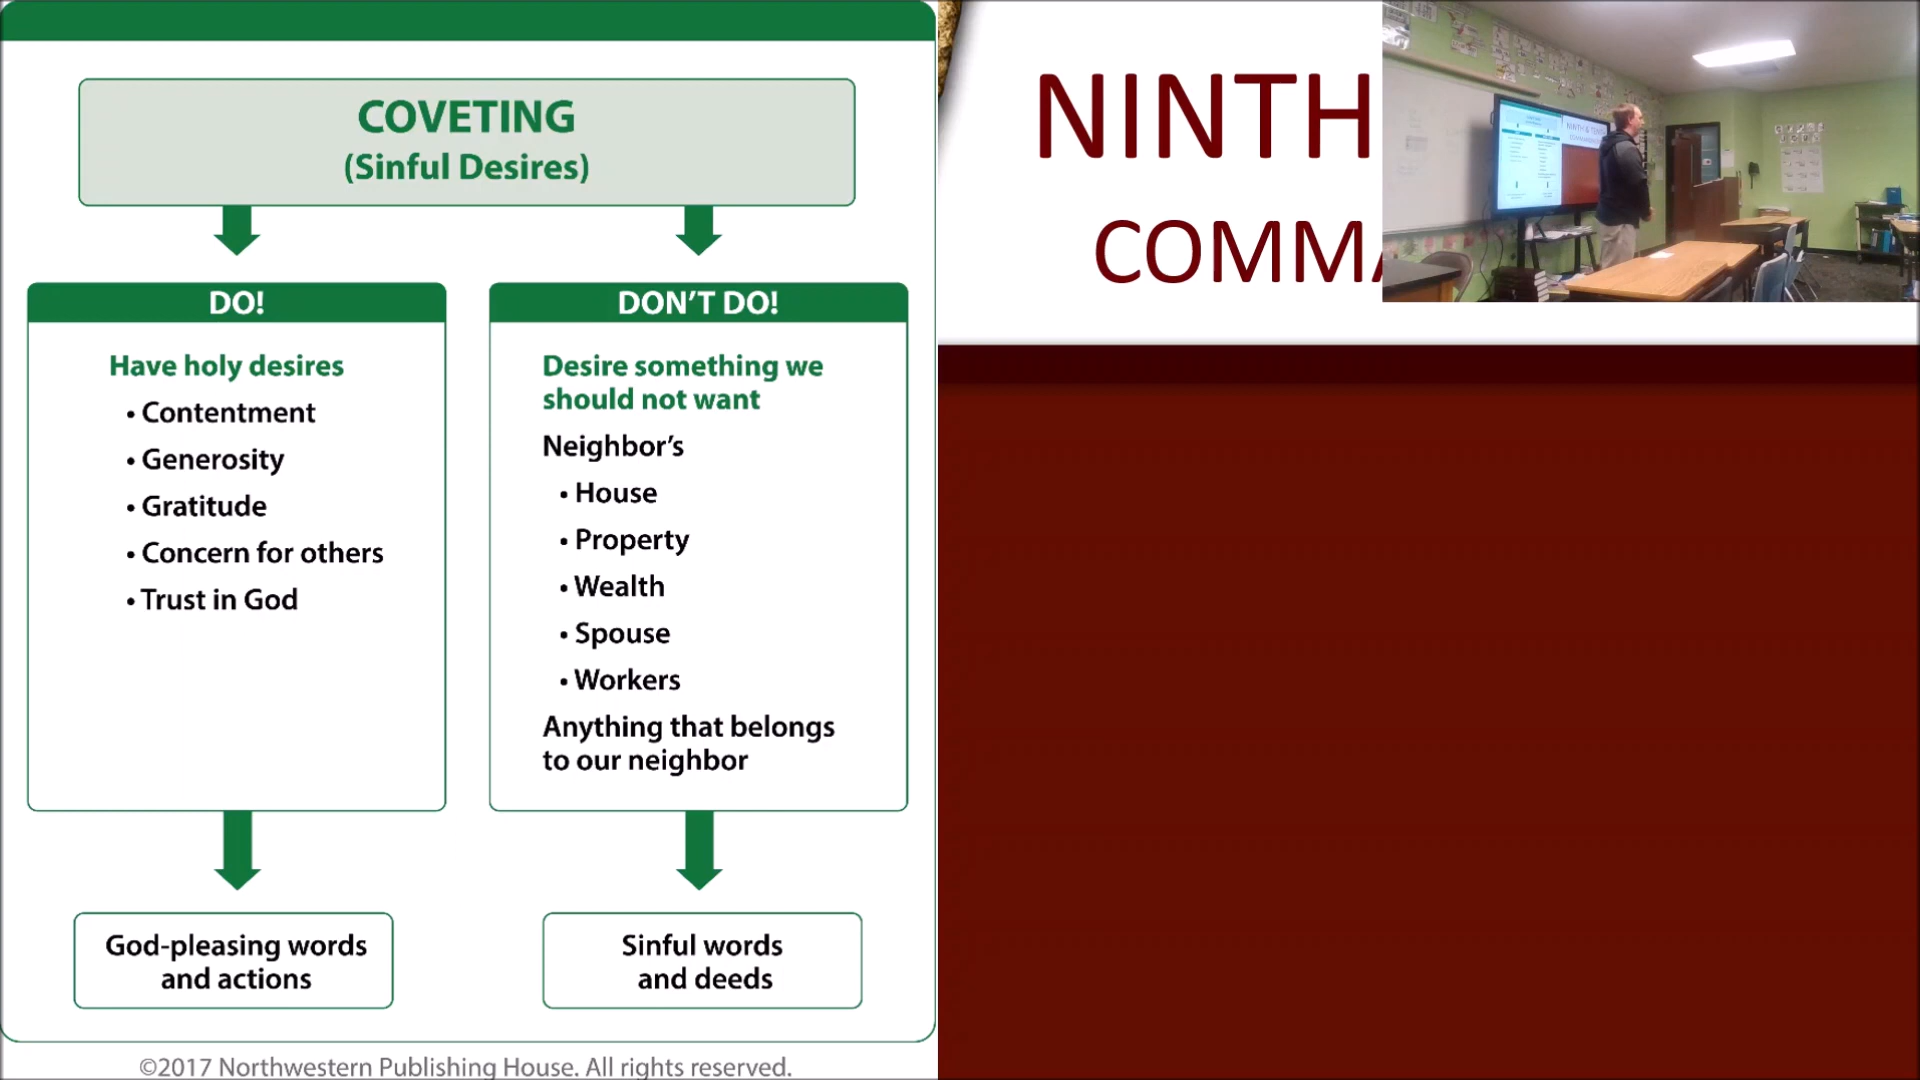 COVETING
(Sinful Desires)
DO!
Have holy desires
• Contentment
• Generosity
• Gratitude
• Concern for others
• Trust in God
God-pleasing words
and actions
DON’T DO!
Desire something we
should not want
Neighbor’s
• House
• Property
• Wealth
• Spouse
• Workers
Anything that belongs
to our neighbor
Sinful words
and deeds
©2017 Northwestern Publishing House. All rights reserved.
NINTH
COMM